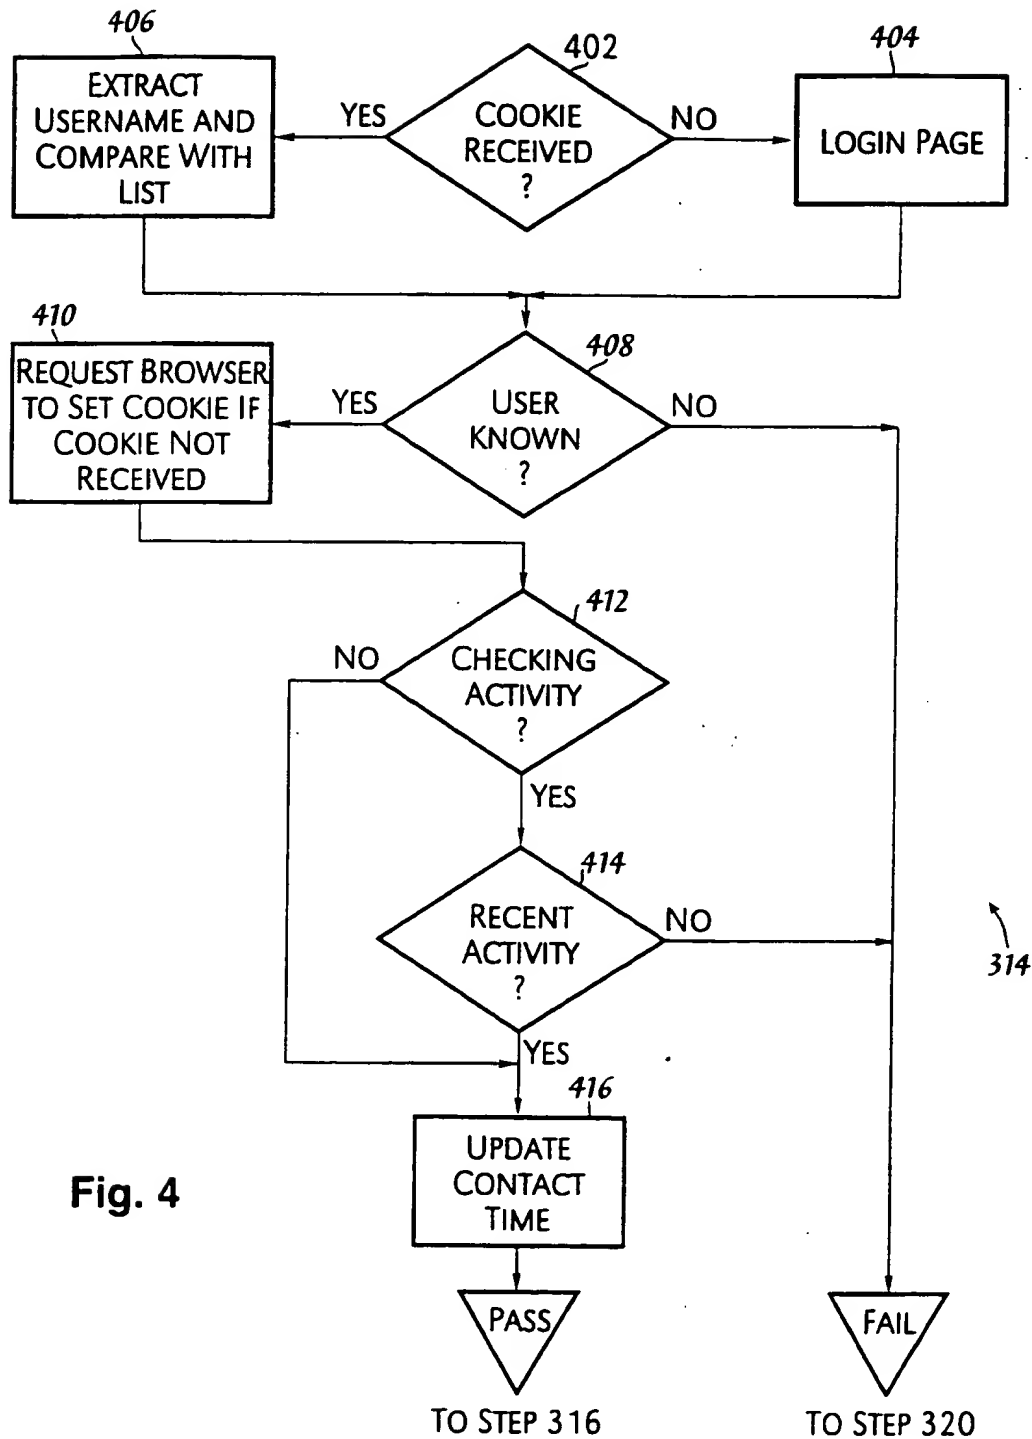 406
EXTRACT
USERNAME AND
COMPARE WITH
LIST
YES
402
COOKIE
RECEIVED
?
NO
404
LOGIN PAGE
410
REQUEST BROWSER
TO SET COOKIE IF
COOKIE NOT
RECEIVED
YES
408
USER
KNOWN
?
NO
412
CHECKING
ACTIVITY
?
NO
YES
414
RECENT
ACTIVITY
?
NO
YES
314
416
UPDATE
CONTACT
TIME
Fig. 4
PASS
FAIL
TO STEP 316
TO STEP 320